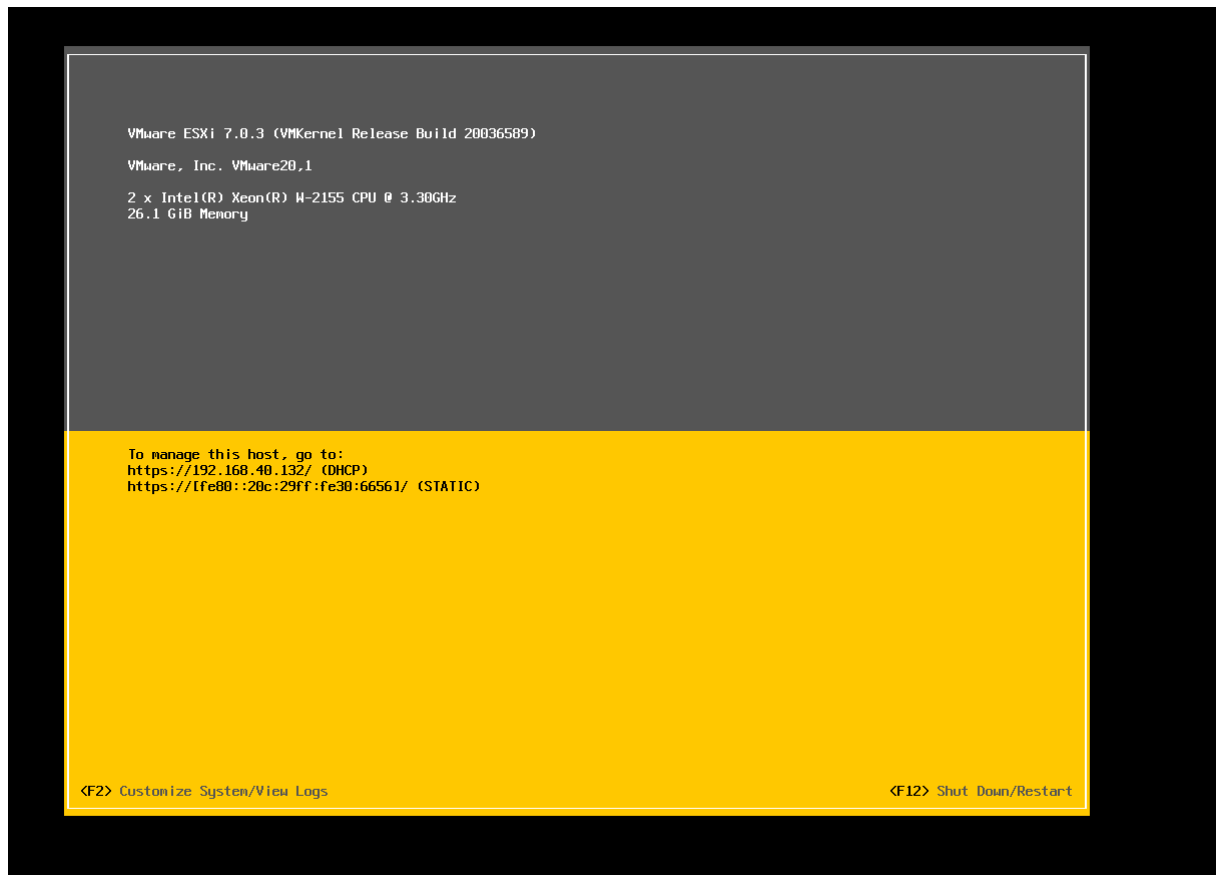 VMware ESXi 7.0.3 (VMKernel Release Build 20036589)
VMware, Inc. VMware20,1
2 x Intel(R) Xeon(R) W-2155 CPU @ 3.30GHz
26.1 GiB Memory
To manage this host, go to:
https://192.168.40.132/ (DHCP)
https://[fe80::20c:29ff:fe30:6656]/ (STATIC)
<F2> Customize System/View Logs
<F12> Shut Down/Restart